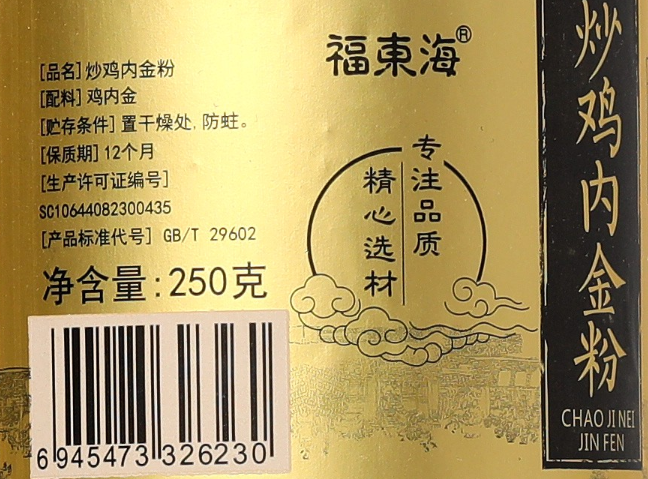 [品名]炒鸡内金粉
[配料]鸡内金
[贮存条件]置干燥处,防蛀。
[保质期]12个月
[生产许可证编号]
SC10644082300435
[产品标准代号] GB/T 29602
净含量:250克
6 945473 326230
福東海®
专注品质
精心选材
炒鸡内金粉
CHAO JI NEI
JIN FEN